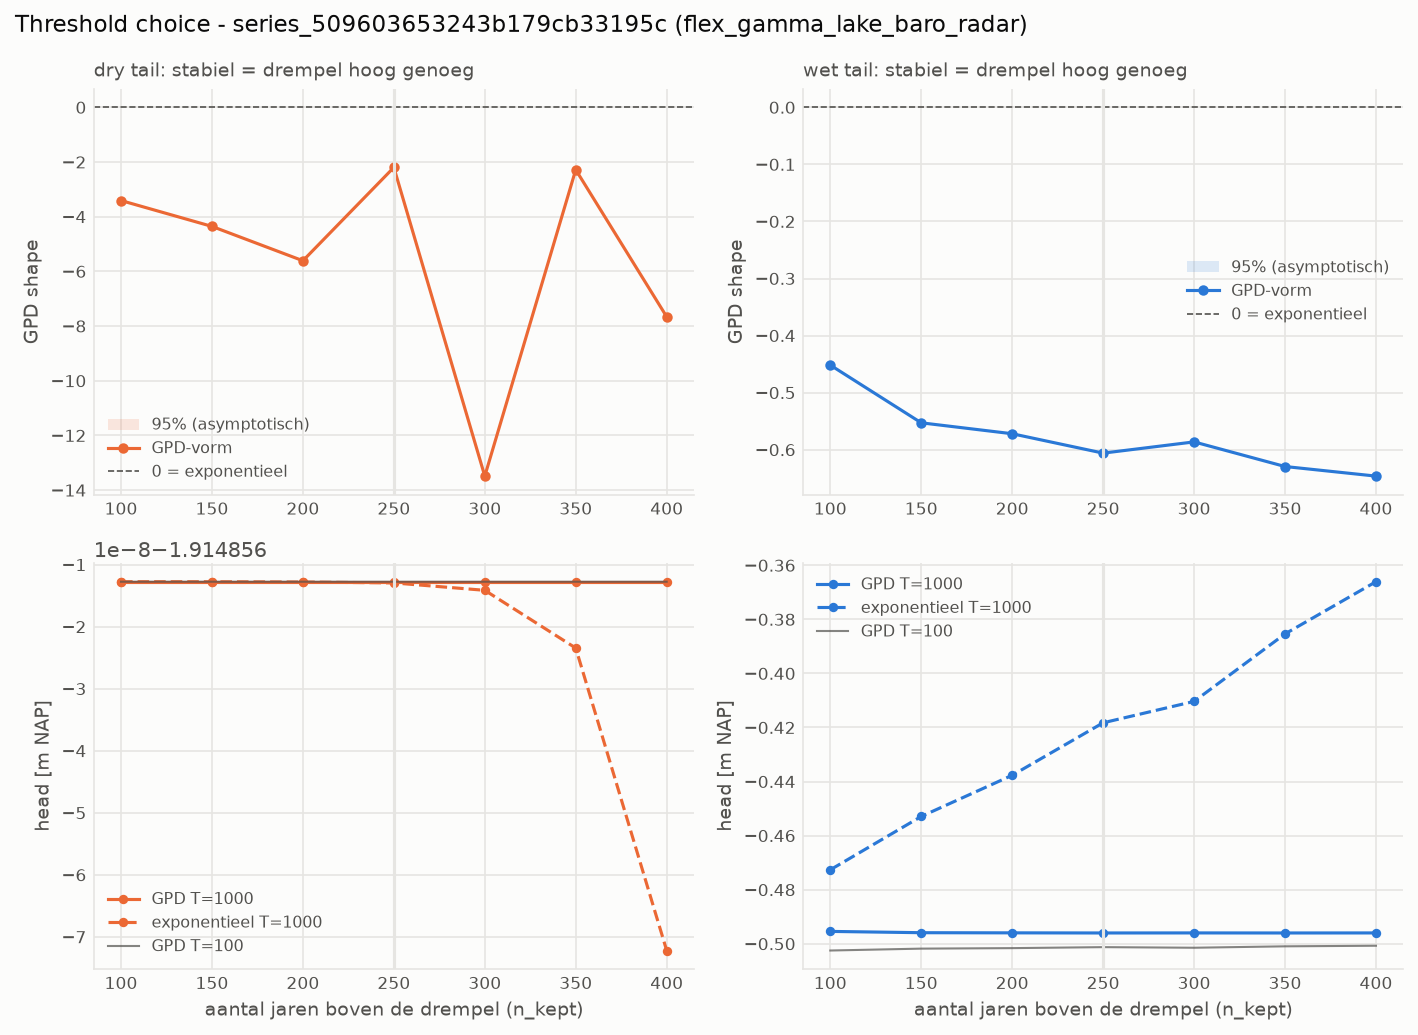 Threshold choice - series_509603653243b179cb33195c (flex_gamma_lake_baro_radar)
dry tail: stabiel = drempel hoog genoeg
GPD shape
0
−2
−4
−6
−8
−10
−12
−14
95% (asymptotisch)
GPD-vorm
0 = exponentieel
100 150 200 250 300 350 400
wet tail: stabiel = drempel hoog genoeg
GPD shape
0.0
−0.1
−0.2
−0.3
−0.4
−0.5
−0.6
95% (asymptotisch)
GPD-vorm
0 = exponentieel
100 150 200 250 300 350 400
1e−8−1.914856
head [m NAP]
−1
−2
−3
−4
−5
−6
−7
GPD T=1000
exponentieel T=1000
GPD T=100
100 150 200 250 300 350 400
aantal jaren boven de drempel (n_kept)
head [m NAP]
−0.36
−0.38
−0.40
−0.42
−0.44
−0.46
−0.48
−0.50
GPD T=1000
exponentieel T=1000
GPD T=100
100 150 200 250 300 350 400
aantal jaren boven de drempel (n_kept)